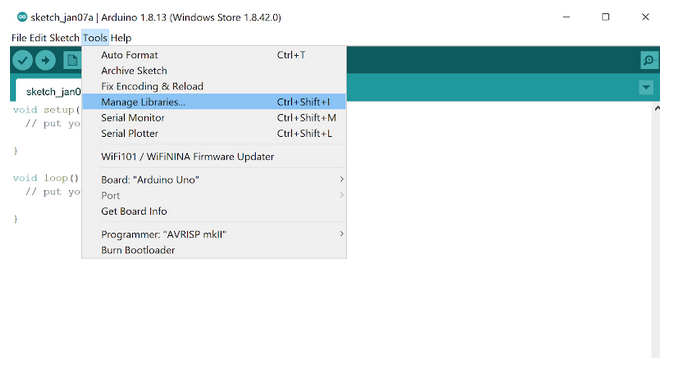 sketch_jan07a | Arduino 1.8.13 (Windows Store 1.8.42.0)
File Edit Sketch Tools Help
Auto Format Ctrl+T
Archive Sketch
Fix Encoding & Reload
sketch_jan0
Manage Libraries... Ctrl+Shift+I
void setup(
Serial Monitor Ctrl+Shift+M
// put yo
Serial Plotter Ctrl+Shift+L
}
WiFi101 / WiFiNINA Firmware Updater
void loop()
Board: "Arduino Uno"
// put yo
Port
Get Board Info
}
Programmer: "AVRISP mkII"
Burn Bootloader